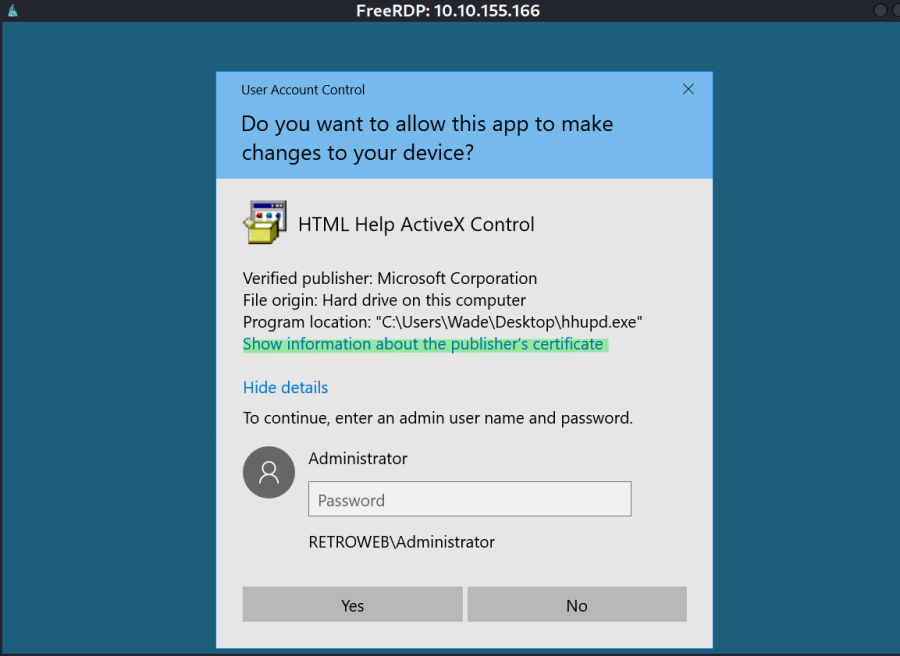 FreeRDP: 10.10.155.166
User Account Control
Do you want to allow this app to make
changes to your device?
HTML Help ActiveX Control
Verified publisher: Microsoft Corporation
File origin: Hard drive on this computer
Program location: "C:\Users\Wade\Desktop\hhupd.exe"
Show information about the publisher's certificate
Hide details
To continue, enter an admin user name and password.
Administrator
Password
RETROWEB\Administrator
Yes
No